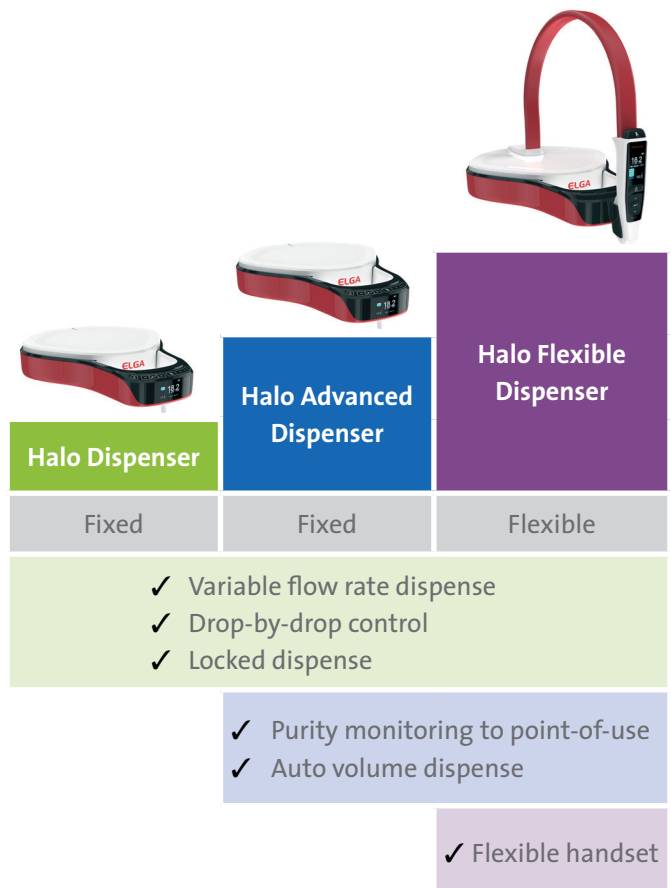 18.2
ELGA
ELGA
18.2
ELGA
18.2
Halo Flexible
Dispenser
Halo Advanced
Dispenser
Halo Dispenser
Fixed
Fixed
Flexible
✓ Variable flow rate dispense
✓ Drop-by-drop control
✓ Locked dispense
✓ Purity monitoring to point-of-use
✓ Auto volume dispense
✓ Flexible handset